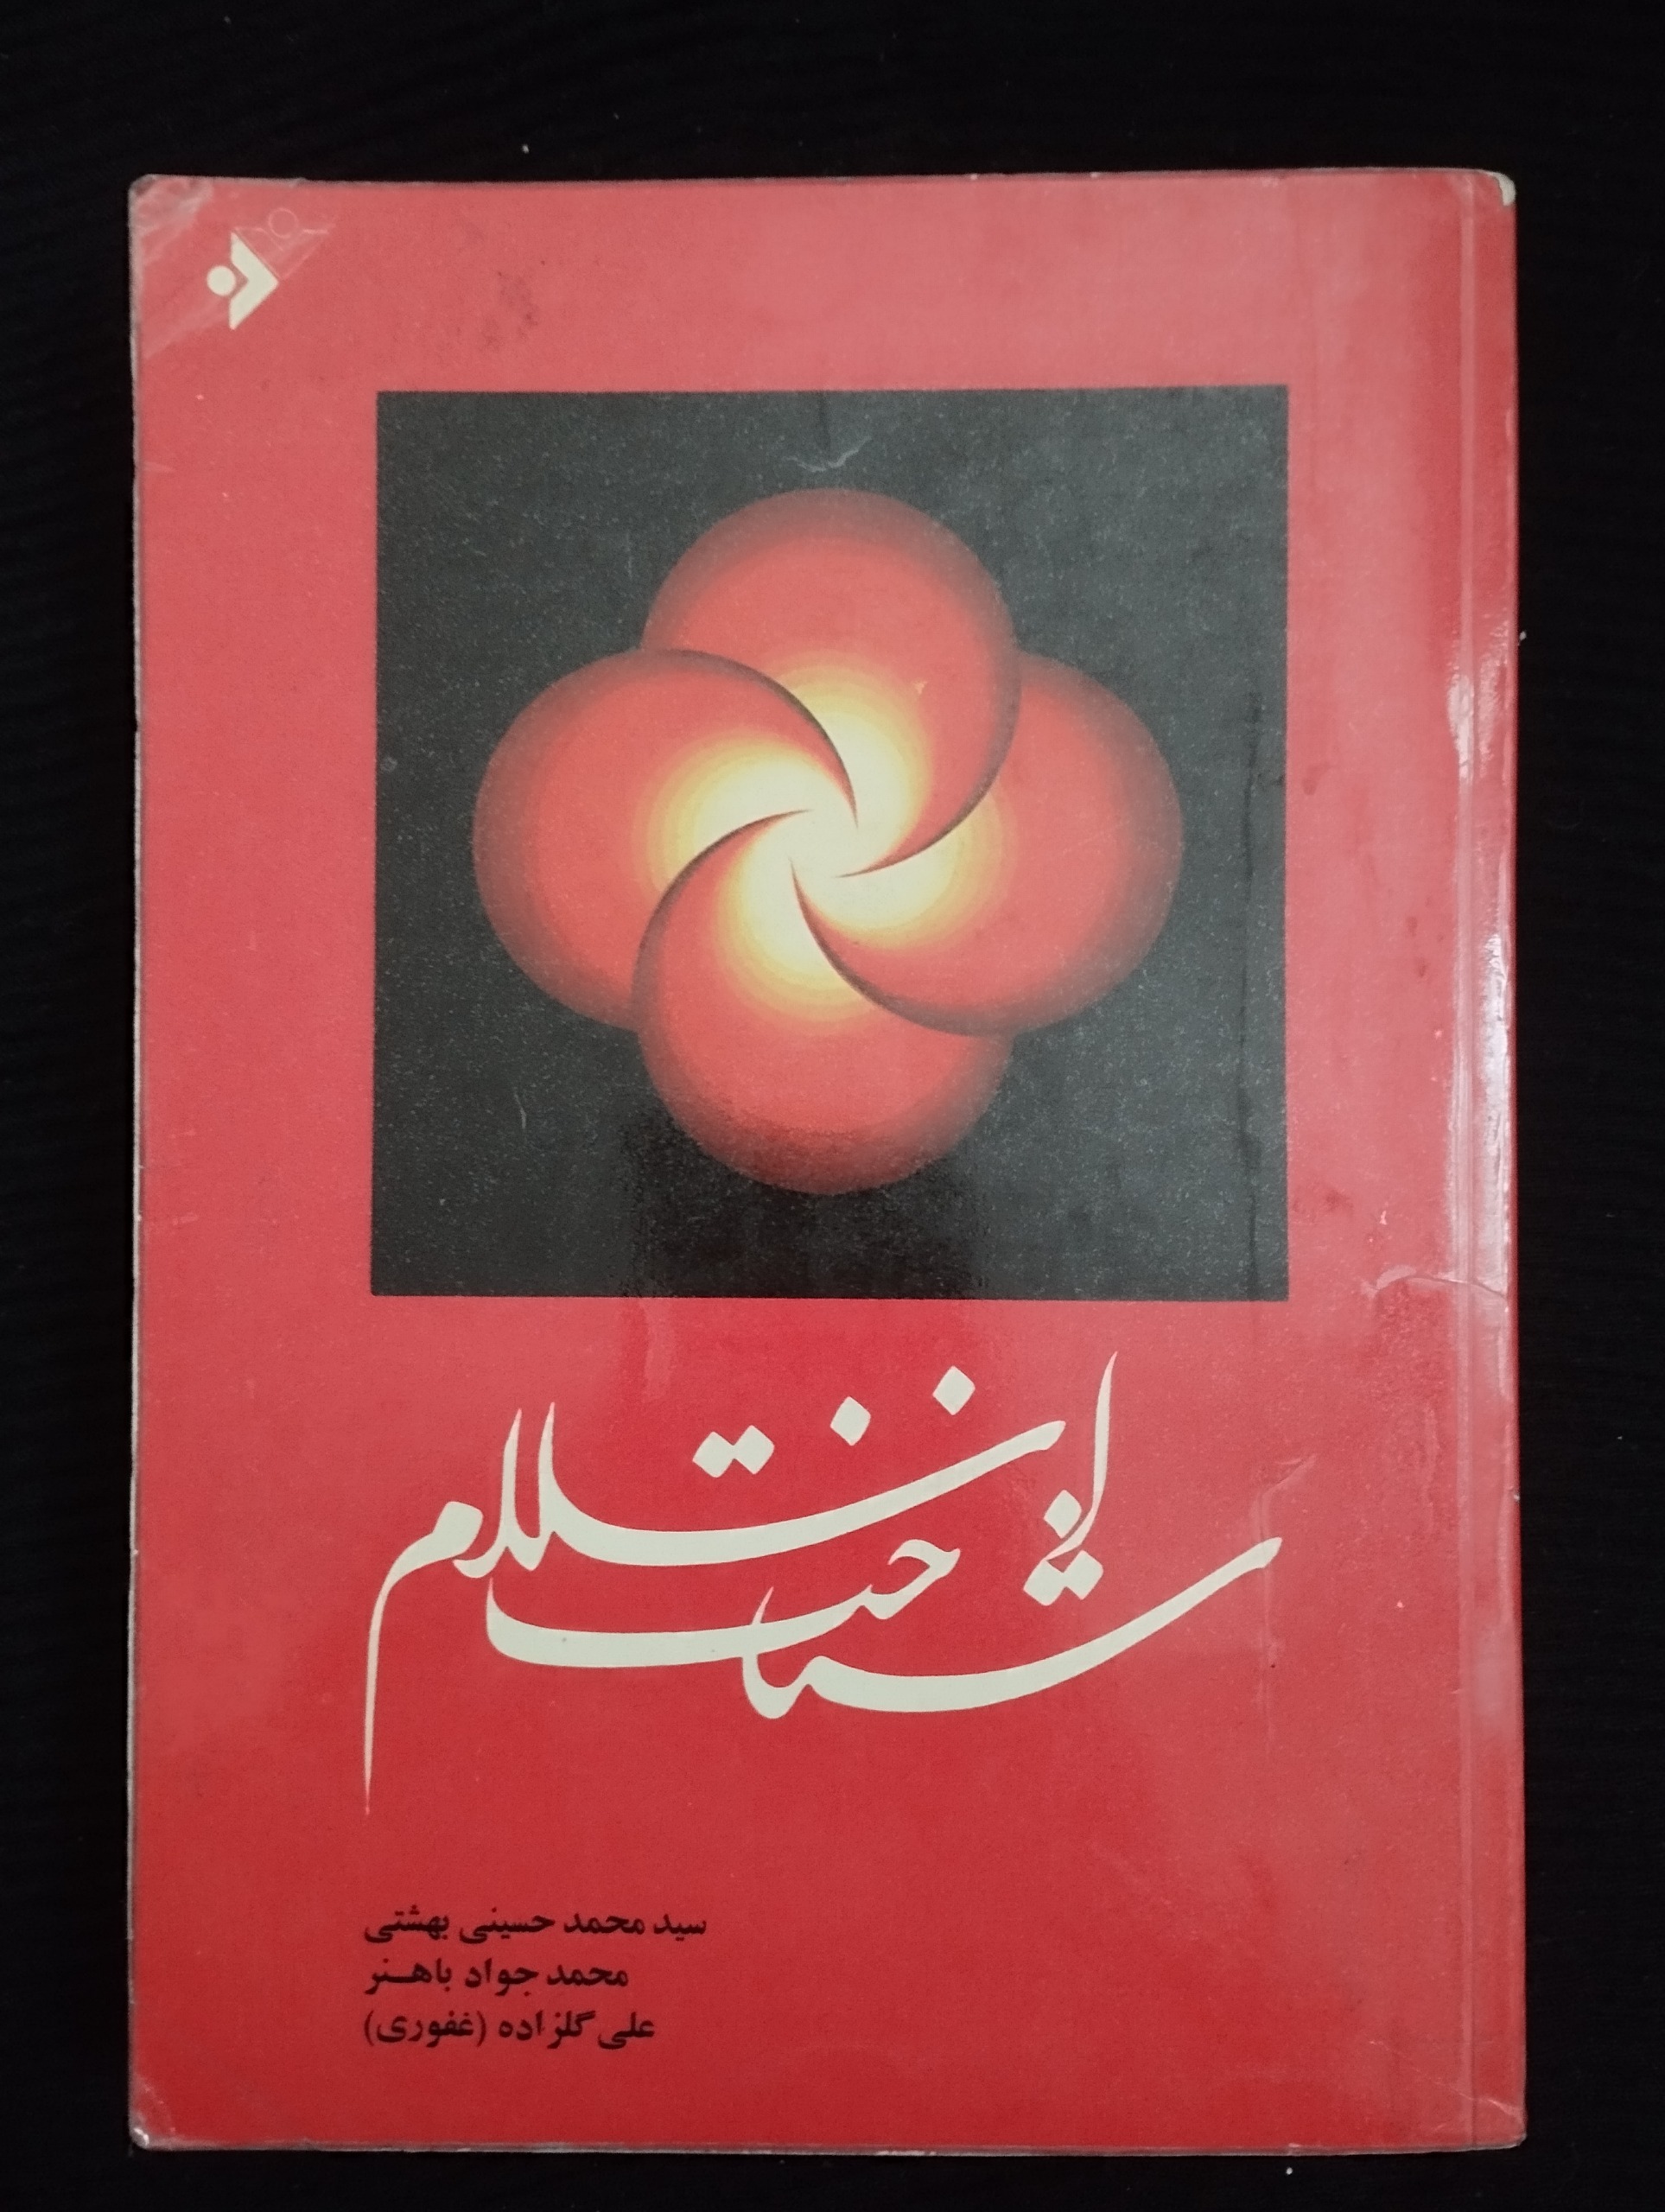 شناخت اسلام
سید محمد حسینی بهشتی
محمد جواد باهنر
علی گلزاده (غفوری)